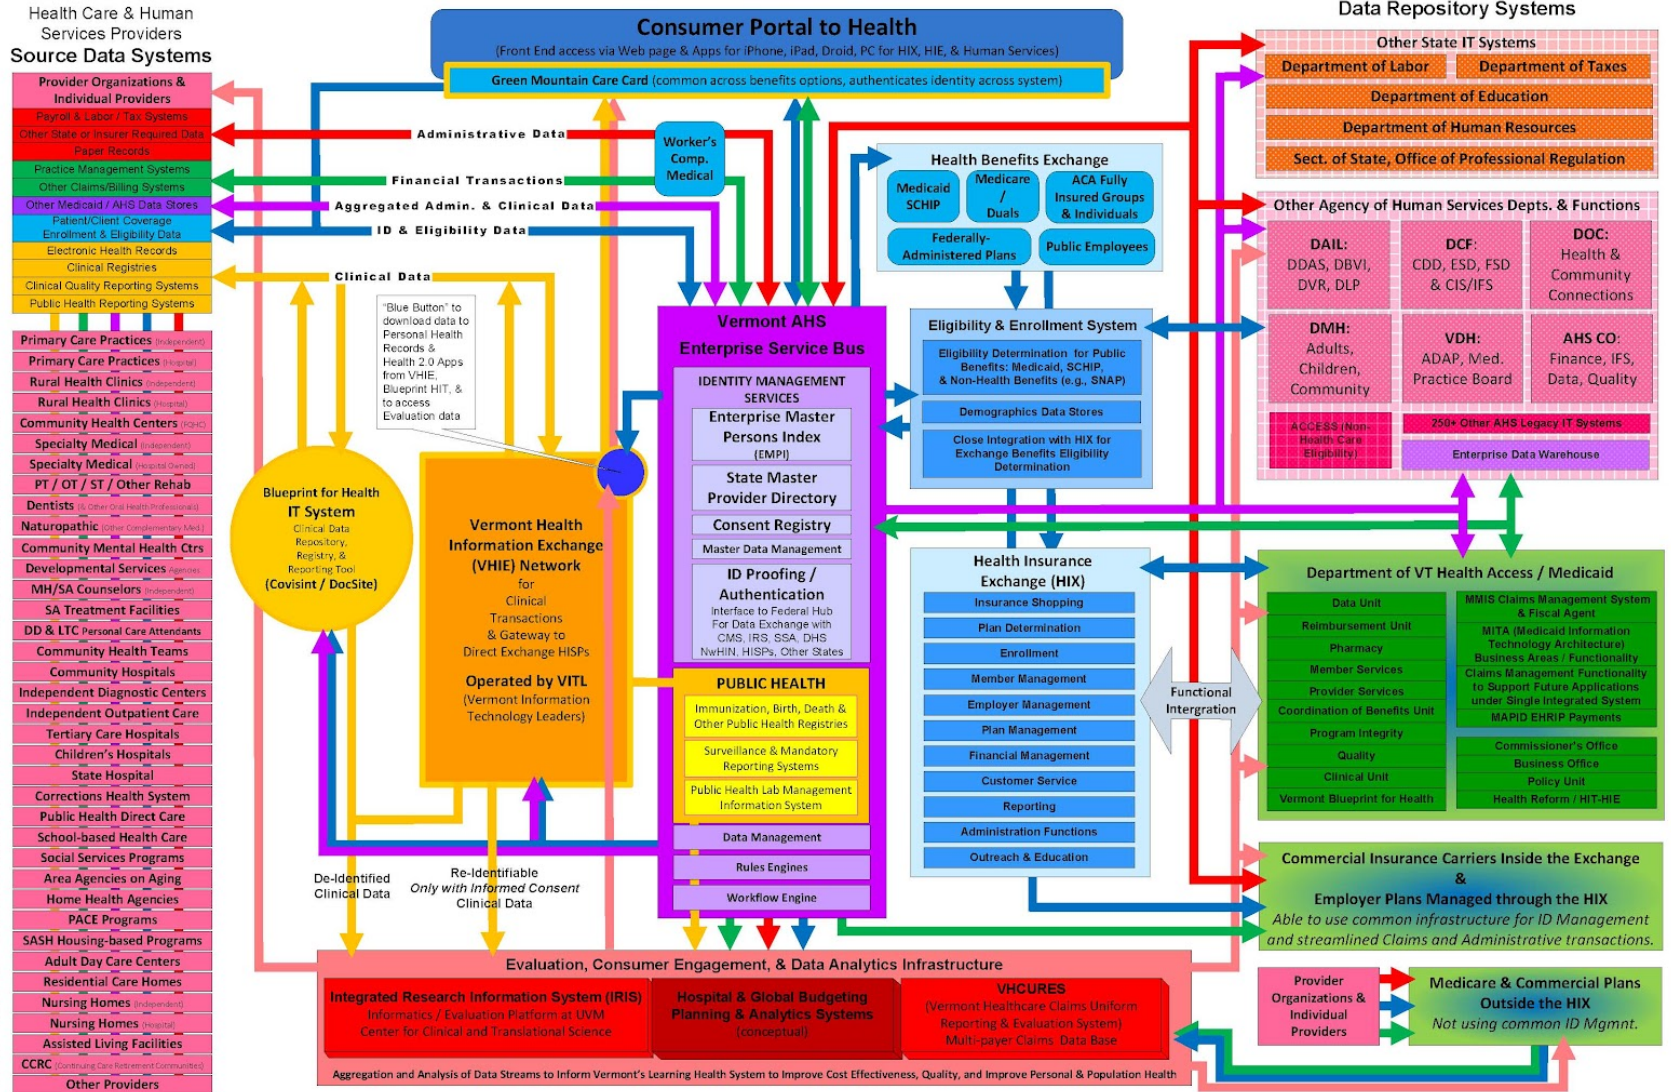 Health Care & Human
Services Providers
Source Data Systems
Provider Organizations &
Individual Providers
Payroll & Labor / Tax Systems
Other State or Insurer Required Data
Paper Records
Practice Management Systems
Other Claims/Billing Systems
Other Medicaid / AHS Data Stores
Patient/Client Coverage
Enrollment & Eligibility Data
Electronic Health Records
Clinical Registries
Clinical Quality Reporting Systems
Public Health Reporting Systems
Primary Care Practices (Independent)
Primary Care Practices (Hospital)
Rural Health Clinics (Independent)
Rural Health Clinics (Hospital)
Community Health Centers (FQHC)
Specialty Medical (Independent)
Specialty Medical (Hospital Owned)
PT / OT / ST / Other Rehab
Dentists (& Other Oral Health Professionals)
Naturopathic (Other Complementary Med.)
Community Mental Health Ctrs
Developmental Services Agencies
MH/SA Counselors (Independent)
SA Treatment Facilities
DD & LTC Personal Care Attendants
Community Health Teams
Community Hospitals
Independent Diagnostic Centers
Independent Outpatient Care
Tertiary Care Hospitals
Children's Hospitals
State Hospital
Corrections Health System
Public Health Direct Care
School-based Health Care
Social Services Programs
Area Agencies on Aging
Home Health Agencies
PACE Programs
SASH Housing-based Programs
Adult Day Care Centers
Residential Care Homes
Nursing Homes (Independent)
Nursing Homes (Hospital)
Assisted Living Facilities
CCRC (Continuing Care Retirement Communities)
Other Providers
Consumer Portal to Health
(Front End access via Web page & Apps for iPhone, iPad, Droid, PC for HIX, HIE, & Human Services)
Green Mountain Care Card (common across benefits options, authenticates identity across system)
Administrative Data
Financial Transactions
Aggregated Admin. & Clinical Data
ID & Eligibility Data
Clinical Data
Worker's
Comp.
Medical
"Blue Button" to
download data to
Personal Health
Records &
Health 2.0 Apps
from VHIE,
Blueprint HIT, &
to access
Evaluation data
Blueprint for Health
IT System
Clinical Data
Repository,
Registry, &
Reporting Tool
(Covisint / DocSite)
Vermont Health
Information Exchange
(VHIE) Network
for
Clinical
Transactions
& Gateway to
Direct Exchange HISPs
Operated by VITL
(Vermont Information
Technology Leaders)
De-Identified
Clinical Data
Re-Identifiable
Only with Informed Consent
Clinical Data
Vermont AHS
Enterprise Service Bus
IDENTITY MANAGEMENT
SERVICES
Enterprise Master
Persons Index
(EMPI)
State Master
Provider Directory
Consent Registry
Master Data Management
ID Proofing /
Authentication
Interface to Federal Hub
For Data Exchange with
CMS, IRS, SSA, DHS
NwHIN, HISPs, Other States
PUBLIC HEALTH
Immunization, Birth, Death &
Other Public Health Registries
Surveillance & Mandatory
Reporting Systems
Public Health Lab Management
Information System
Data Management
Rules Engines
Workflow Engine
Health Benefits Exchange
Medicaid
SCHIP
Medicare
/
Duals
ACA Fully
Insured Groups
& Individuals
Federally-
Administered Plans
Public Employees
Eligibility & Enrollment System
Eligibility Determination for Public
Benefits: Medicaid, SCHIP,
& Non-Health Benefits (e.g., SNAP)
Demographics Data Stores
Close Integration with HIX for
Exchange Benefits Eligibility
Determination
Health Insurance
Exchange (HIX)
Insurance Shopping
Plan Determination
Enrollment
Member Management
Employer Management
Plan Management
Financial Management
Customer Service
Reporting
Administration Functions
Outreach & Education
Functional
Intergration
Data Repository Systems
Other State IT Systems
Department of Labor
Department of Taxes
Department of Education
Department of Human Resources
Sect. of State, Office of Professional Regulation
Other Agency of Human Services Depts. & Functions
DAIL:
DDAS, DBVI,
DVR, DLP
DCF:
CDD, ESD, FSD
& CIS/IFS
DOC:
Health &
Community
Connections
DMH:
Adults,
Children,
Community
VDH:
ADAP, Med.
Practice Board
AHS CO:
Finance, IFS,
Data, Quality
ACCESS (Non-
Health Care
Eligibility)
250+ Other AHS Legacy IT Systems
Enterprise Data Warehouse
Department of VT Health Access / Medicaid
Data Unit
Reimbursement Unit
Pharmacy
Member Services
Provider Services
Coordination of Benefits Unit
Program Integrity
Quality
Clinical Unit
Vermont Blueprint for Health
MMIS Claims Management System
& Fiscal Agent
MITA (Medicaid Information
Technology Architecture)
Business Areas / Functionality
Claims Management Functionality
to Support Future Applications
under Single Integrated System
MAPID EHRIP Payments
Commissioner's Office
Business Office
Policy Unit
Health Reform / HIT-HIE
Commercial Insurance Carriers Inside the Exchange
&
Employer Plans Managed through the HIX
Able to use common infrastructure for ID Management
and streamlined Claims and Administrative transactions.
Provider
Organizations &
Individual
Providers
Medicare & Commercial Plans
Outside the HIX
Not using common ID Mgmnt.
Evaluation, Consumer Engagement, & Data Analytics Infrastructure
Integrated Research Information System (IRIS)
Informatics / Evaluation Platform at UVM
Center for Clinical and Translational Science
Hospital & Global Budgeting
Planning & Analytics Systems
(conceptual)
VHCURES
(Vermont Healthcare Claims Uniform
Reporting & Evaluation System)
Multi-payer Claims Data Base
Aggregation and Analysis of Data Streams to Inform Vermont's Learning Health System to Improve Cost Effectiveness, Quality, and Improve Personal & Population Health